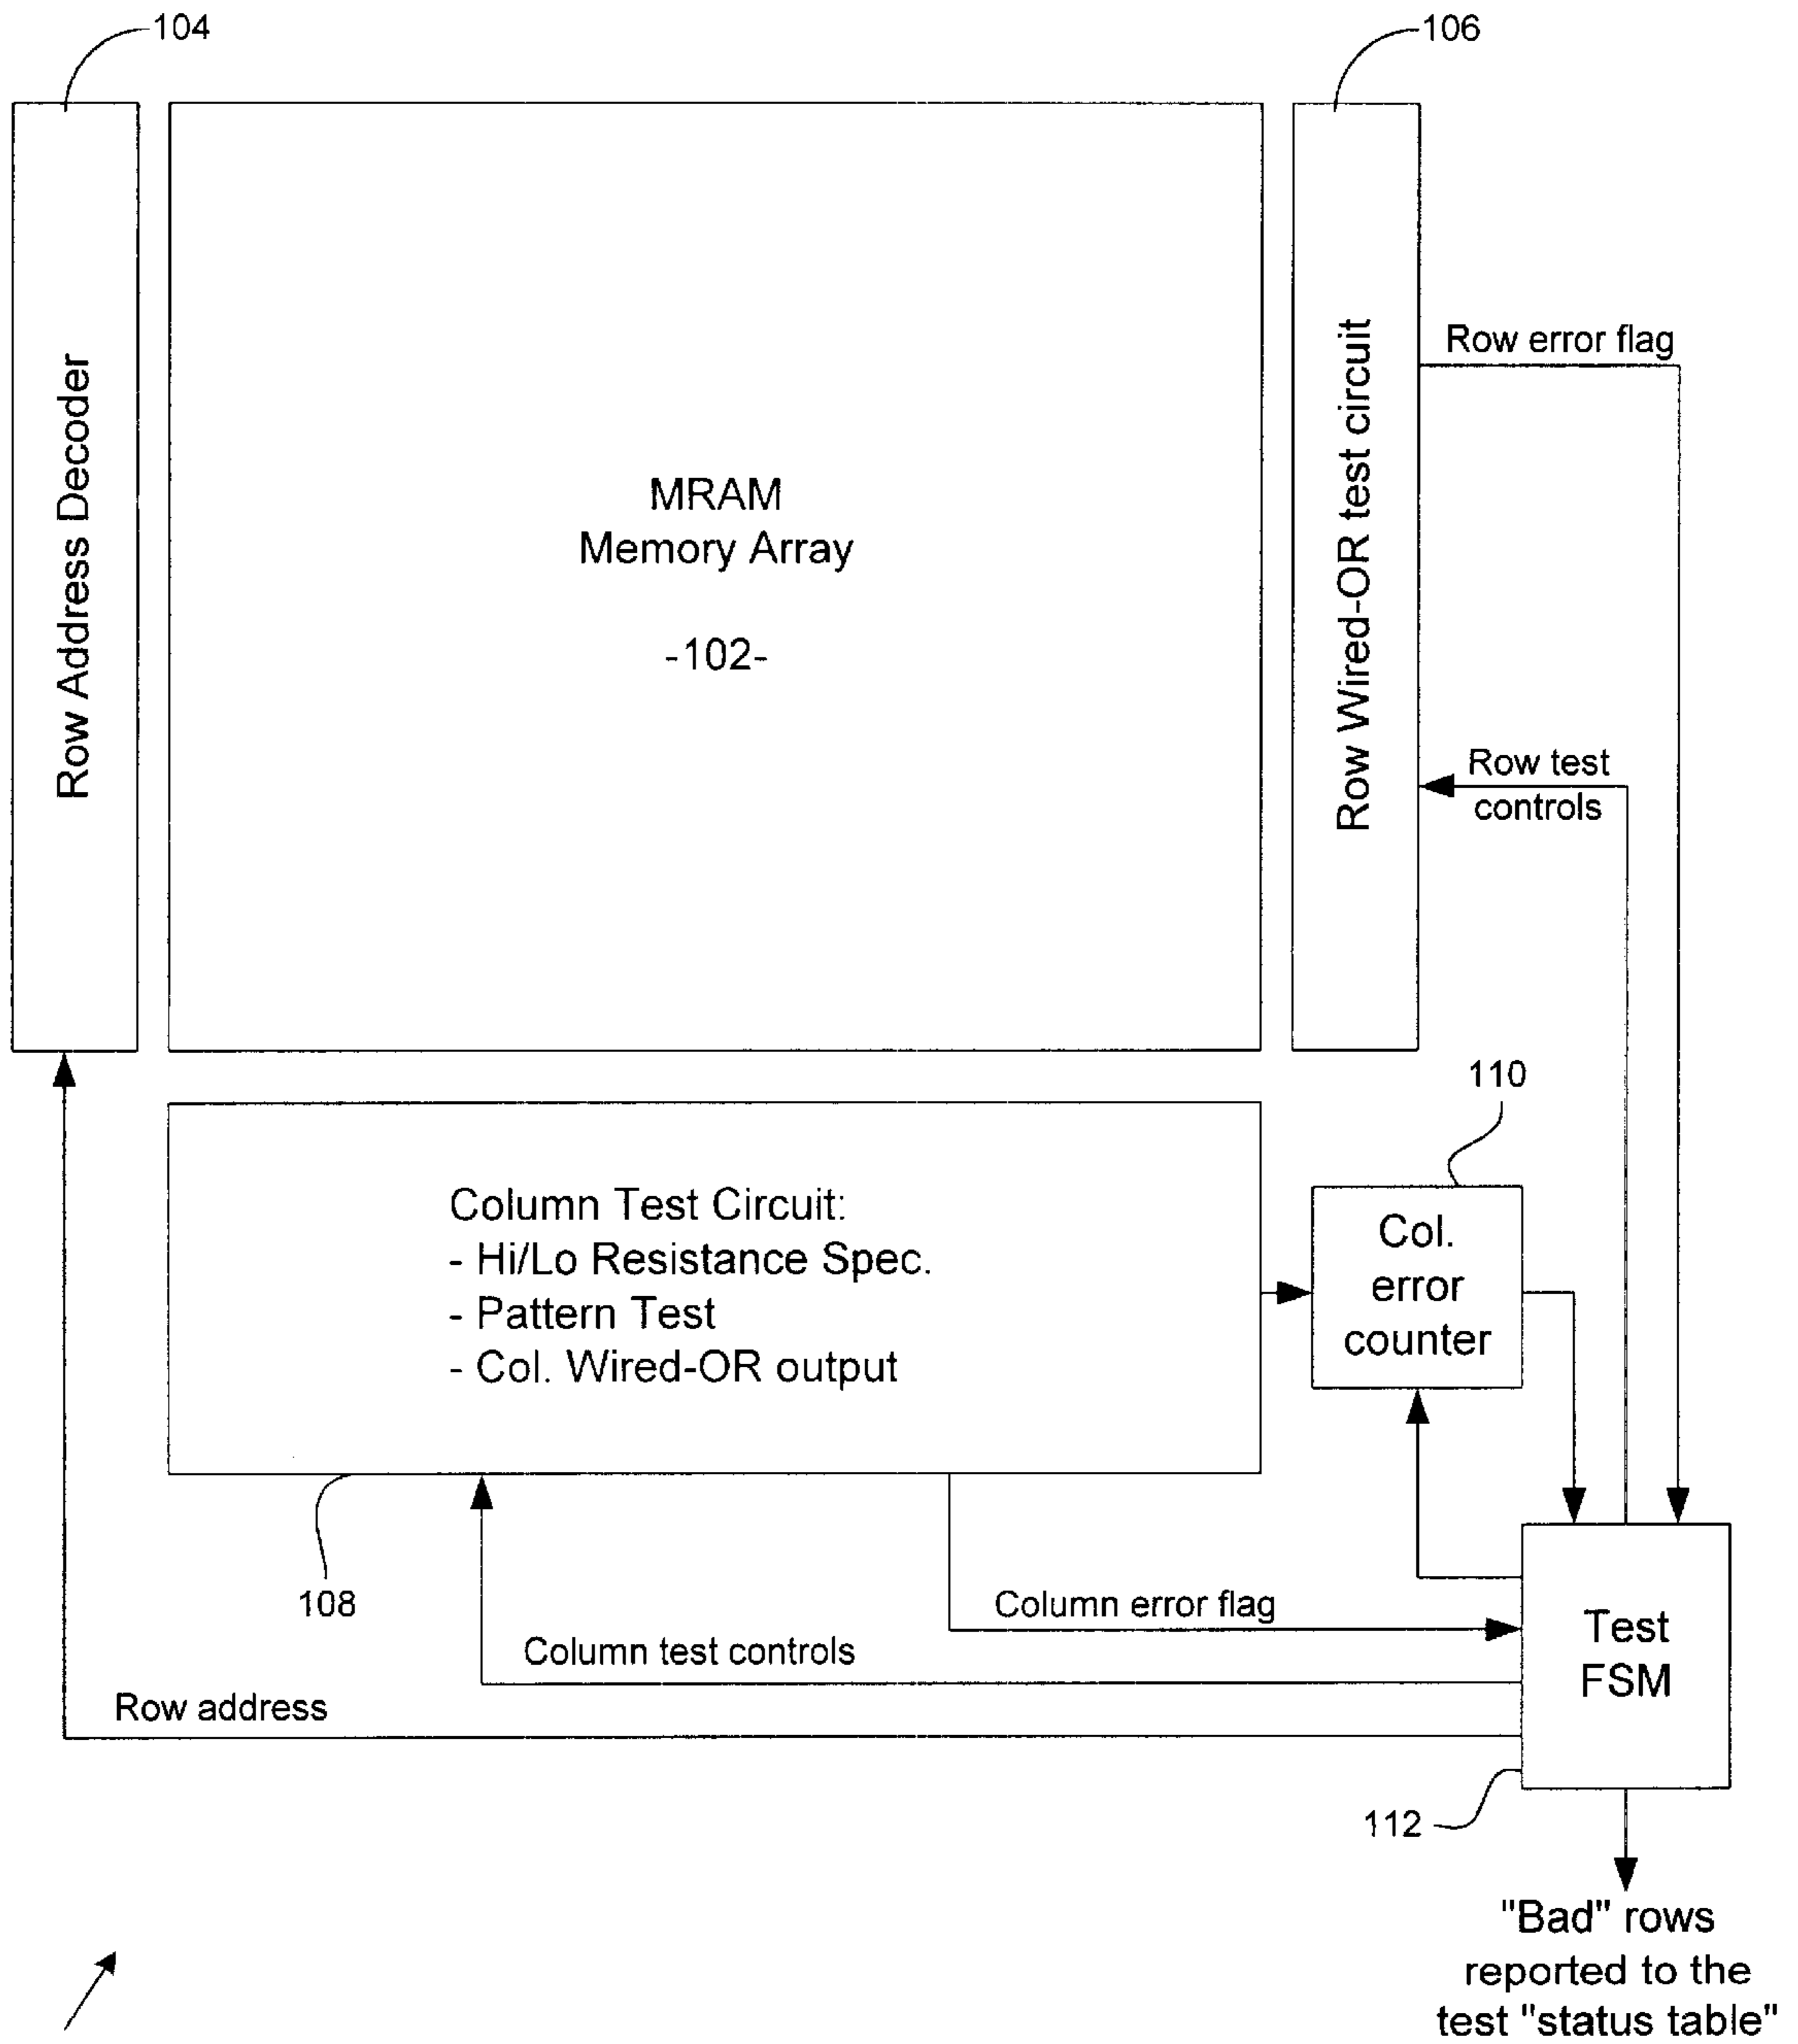 104
106
Row Address Decoder
MRAM
Memory Array
-102-
Row Wired-OR test circuit
Row error flag
Row test
controls
110
Column Test Circuit:
- Hi/Lo Resistance Spec.
- Pattern Test
- Col. Wired-OR output
Col.
error
counter
108
Column error flag
Column test controls
Row address
Test
FSM
112
"Bad" rows
reported to the
test "status table"